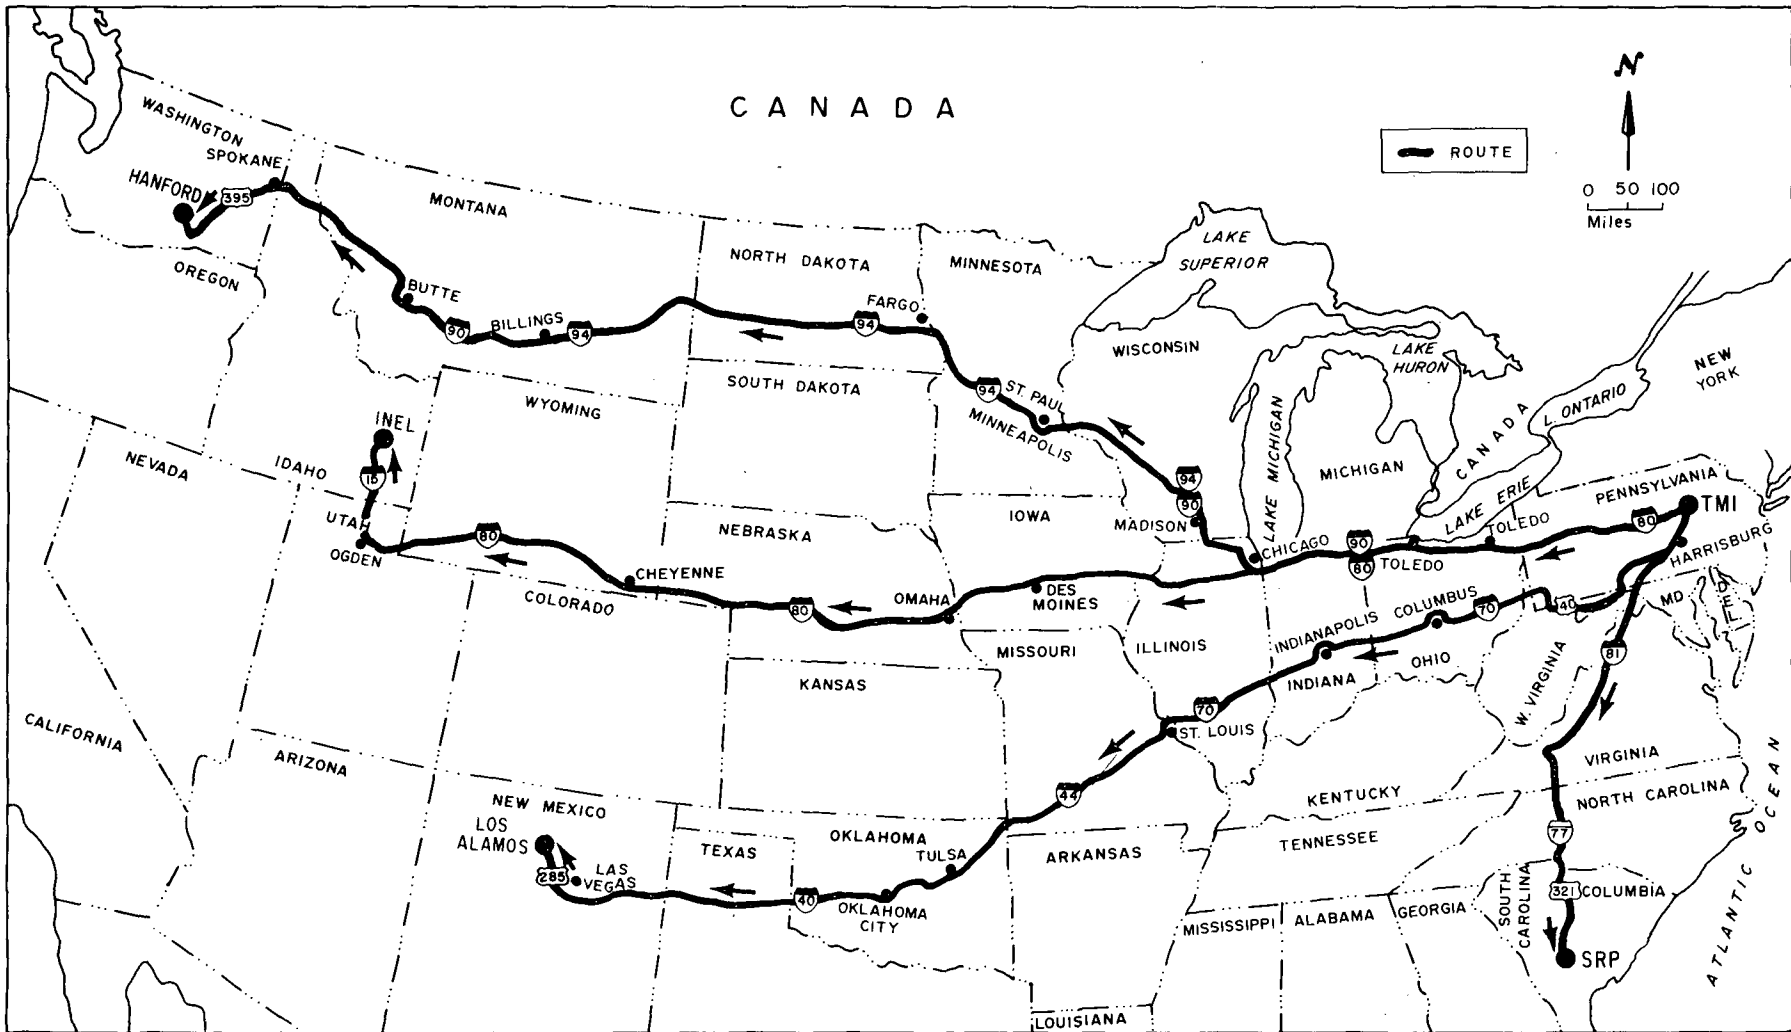 CANADA
N
ROUTE
0 50 100
Miles
WASHINGTON
SPOKANE
HANFORD
395
OREGON
MONTANA
BUTTE
90
BILLINGS
94
NORTH DAKOTA
FARGO
94
MINNESOTA
LAKE
SUPERIOR
WISCONSIN
LAKE
HURON
NEW
YORK
SOUTH DAKOTA
94
ST. PAUL
MINNEAPOLIS
WYOMING
INEL
IDAHO
NEVADA
15
UTAH
OGDEN
80
NEBRASKA
IOWA
94
90
MADISON
LAKE MICHIGAN
MICHIGAN
CANADA
L. ONTARIO
LAKE ERIE
PENNSYLVANIA
TMI
80
TOLEDO
HARRISBURG
CHICAGO
90
80
TOLEDO
CHEYENNE
COLORADO
80
OMAHA
DES
MOINES
MISSOURI
ILLINOIS
INDIANAPOLIS
COLUMBUS
70
40
MD
DEL
OHIO
INDIANA
W. VIRGINIA
81
KANSAS
70
ST. LOUIS
CALIFORNIA
ARIZONA
44
VIRGINIA
KENTUCKY
NORTH CAROLINA
NEW MEXICO
LOS
ALAMOS
285
LAS
VEGAS
TEXAS
OKLAHOMA
TULSA
40
OKLAHOMA
CITY
ARKANSAS
TENNESSEE
77
MISSISSIPPI
ALABAMA
GEORGIA
SOUTH
CAROLINA
321
COLUMBIA
SRP
ATLANTIC OCEAN
LOUISIANA